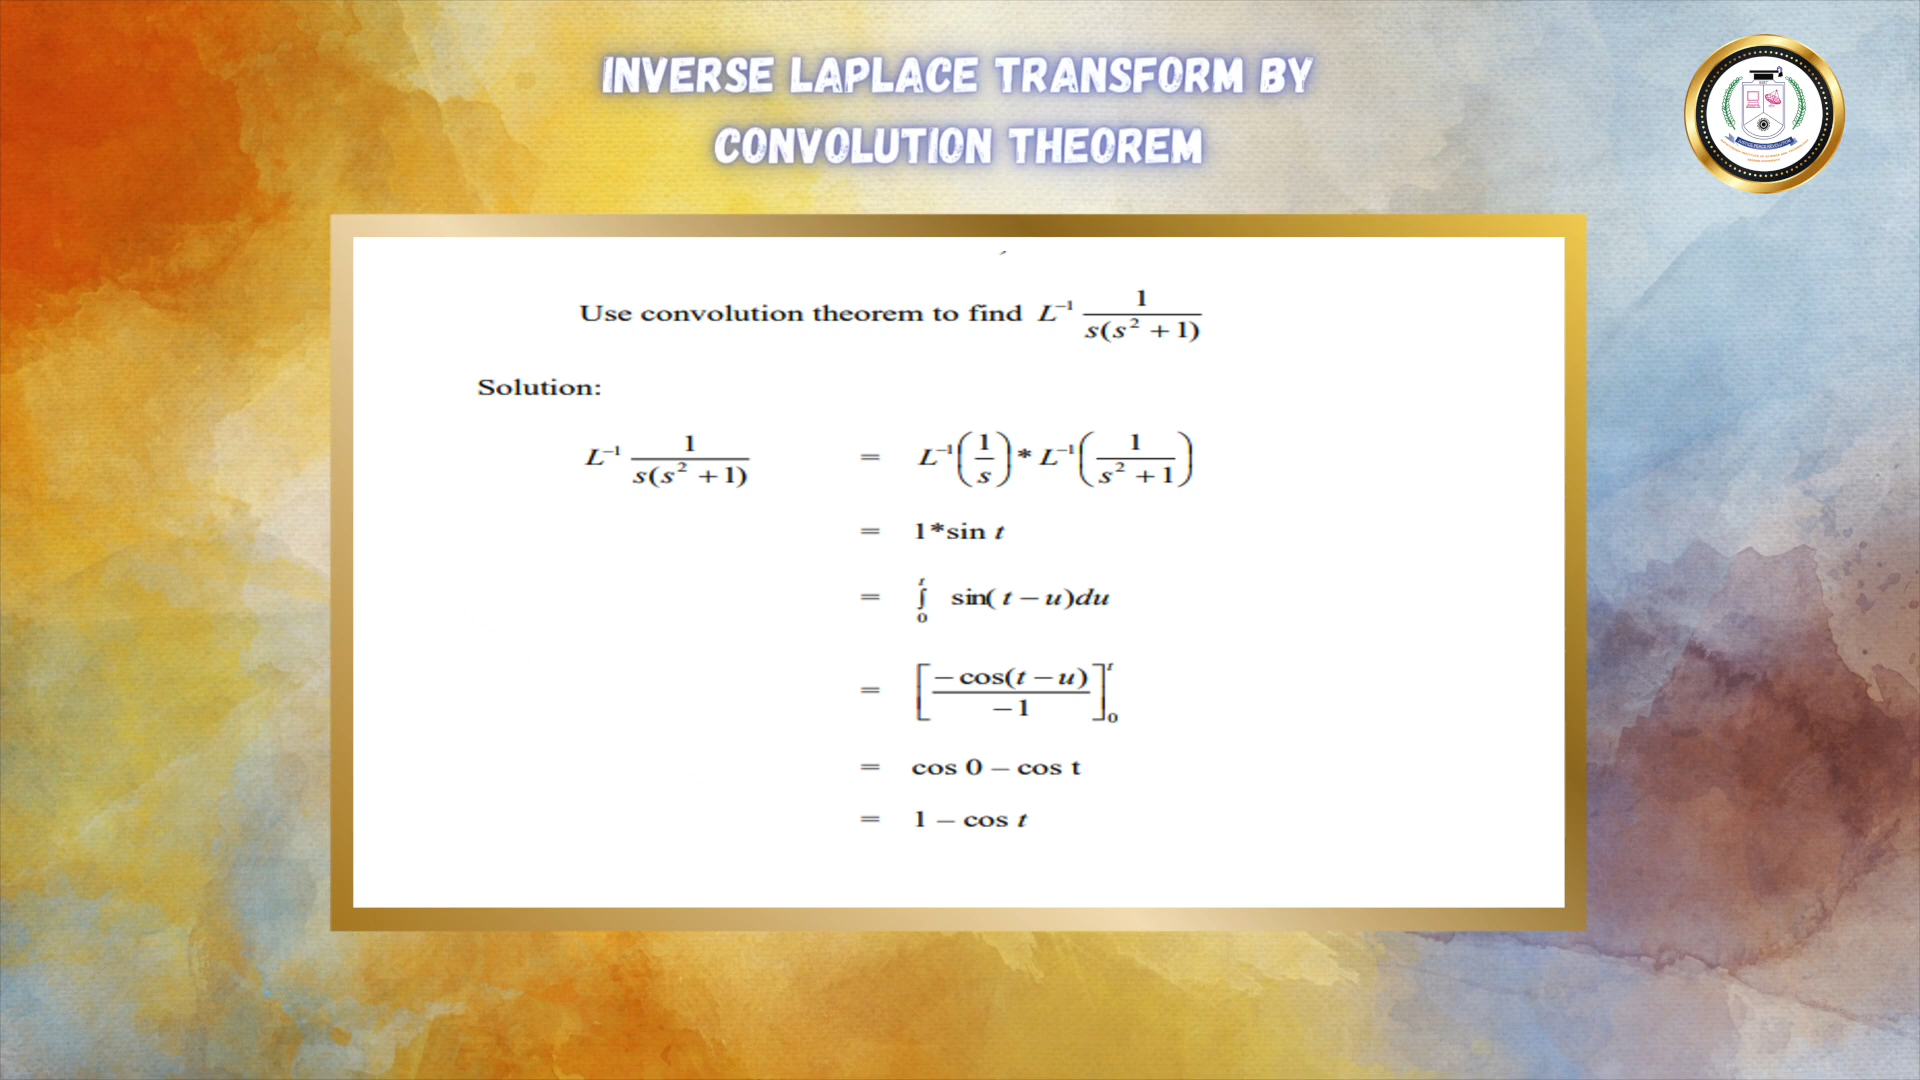 INVERSE LAPLACE TRANSFORM BY
CONVOLUTION THEOREM
Use convolution theorem to find L⁻¹ 1/(s(s² + 1))
Solution:
L⁻¹ 1/(s(s² + 1)) = L⁻¹(1/s) * L⁻¹(1/(s² + 1))
= 1*sin t
= ∫₀ᵗ sin( t – u)du
= [– cos(t – u)/–1]₀ᵗ
= cos 0 – cos t
= 1 – cos t